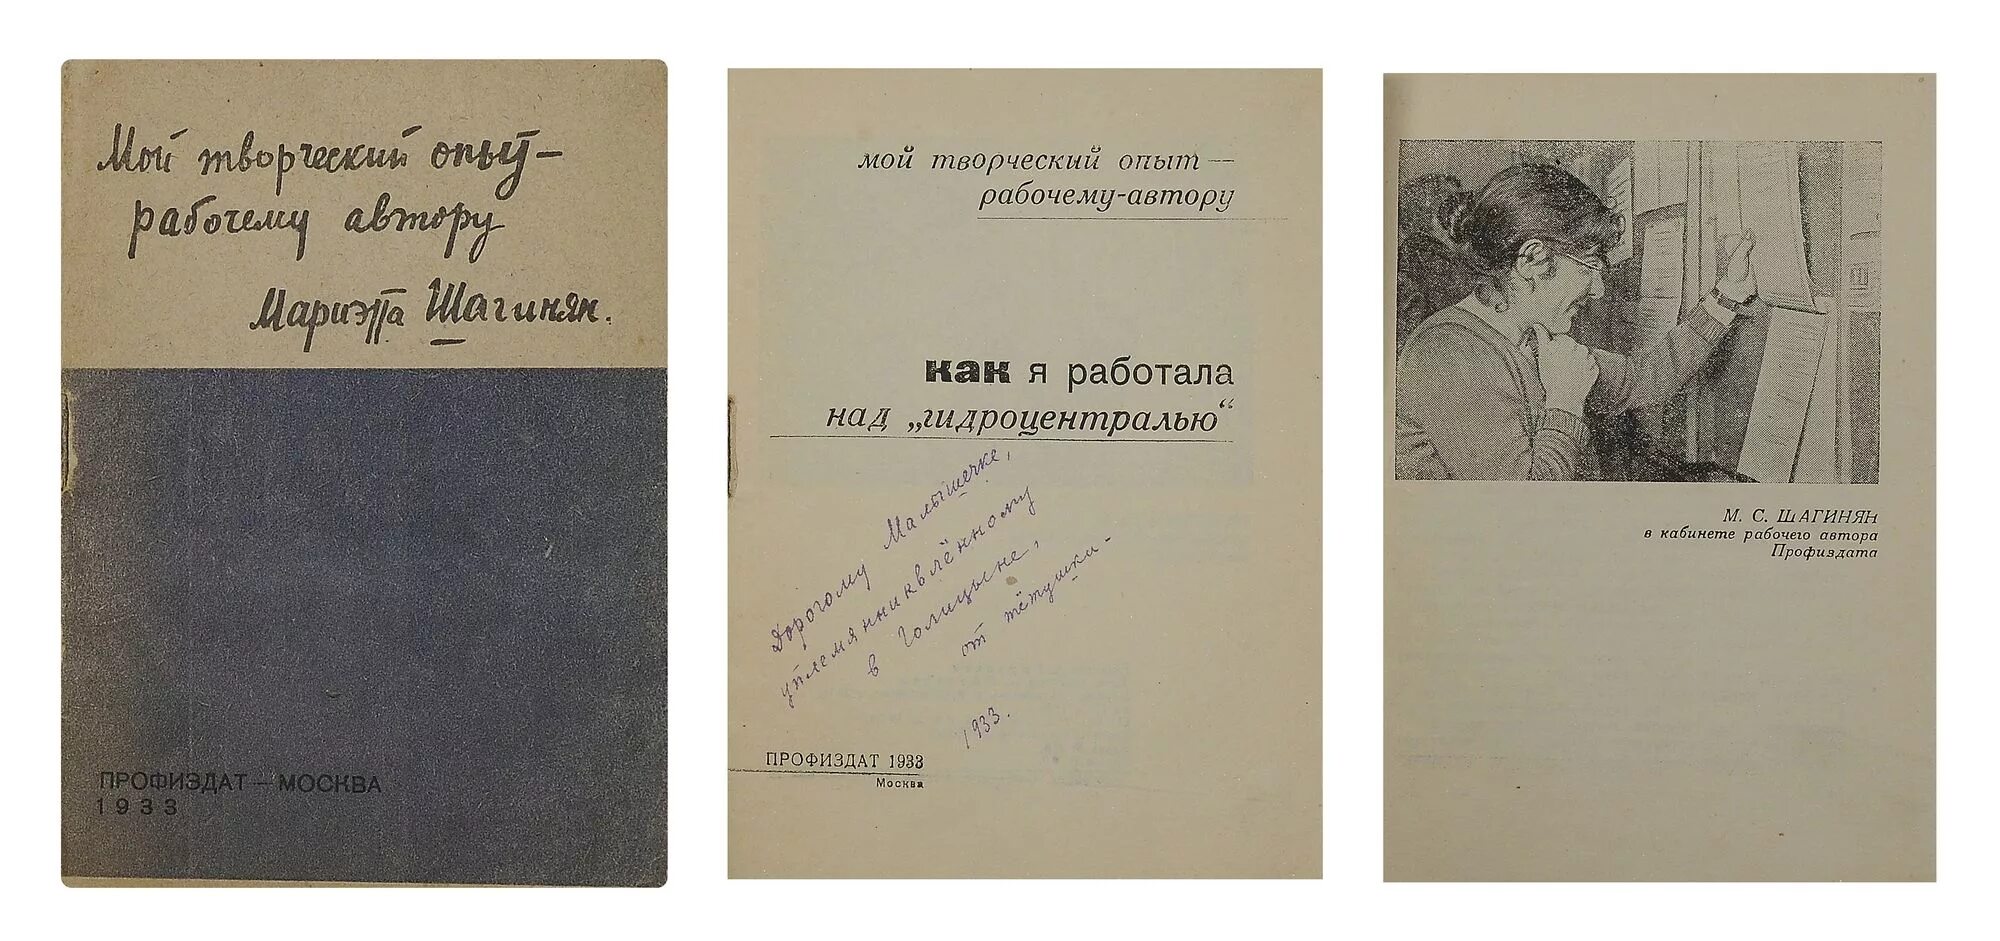 Мой творческий опыт —
рабочему автору
Мариэтта Шагинян.
ПРОФИЗДАТ — МОСКВА
1933
мой творческий опыт —
рабочему-автору
как я работала
над „гидроцентралью“
Дорогому Малышечке,
уплемянниквлённому
в Голицыне,
от тётушки -
1933.
ПРОФИЗДАТ 1933
Москва
М. С. ШАГИНЯН
в кабинете рабочего автора
Профиздата